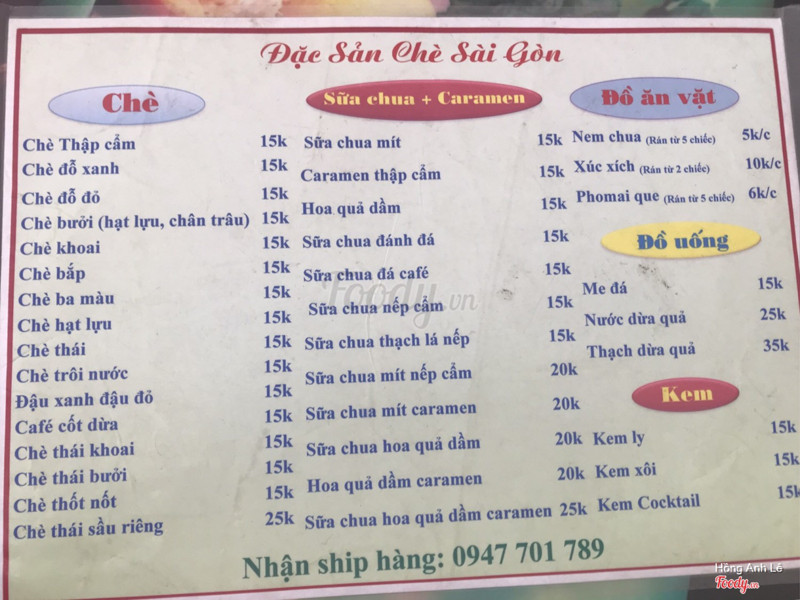 Đặc Sản Chè Sài Gòn
Chè
Chè Thập cẩm 15k
Chè đỗ xanh 15k
Chè đỗ đỏ 15k
Chè bưởi (hạt lựu, chân trâu) 15k
Chè khoai 15k
Chè bắp 15k
Chè ba màu 15k
Chè hạt lựu 15k
Chè thái 15k
Chè trôi nước 15k
Đậu xanh đậu đỏ 15k
Café cốt dừa 15k
Chè thái khoai 15k
Chè thái bưởi 15k
Chè thốt nốt 15k
Chè thái sầu riêng 25k
Sữa chua + Caramen
Sữa chua mít 15k
Caramen thập cẩm 15k
Hoa quả dầm 15k
Sữa chua đánh đá 15k
Sữa chua đá café 15k
Sữa chua nếp cẩm 15k
Sữa chua thạch lá nếp 15k
Sữa chua mít nếp cẩm 20k
Sữa chua mít caramen 20k
Sữa chua hoa quả dầm 20k
Hoa quả dầm caramen 20k
Sữa chua hoa quả dầm caramen 25k
Đồ ăn vặt
Nem chua (Rán từ 5 chiếc) 5k/c
Xúc xích (Rán từ 2 chiếc) 10k/c
Phomai que (Rán từ 5 chiếc) 6k/c
Đồ uống
Me đá 15k
Nước dừa quả 25k
Thạch dừa quả 35k
Kem
Kem ly 15k
Kem xôi 15k
Kem Cocktail 15k
Nhận ship hàng: 0947 701 789
Foody.vn
Hồng Anh Lê
Foody.vn